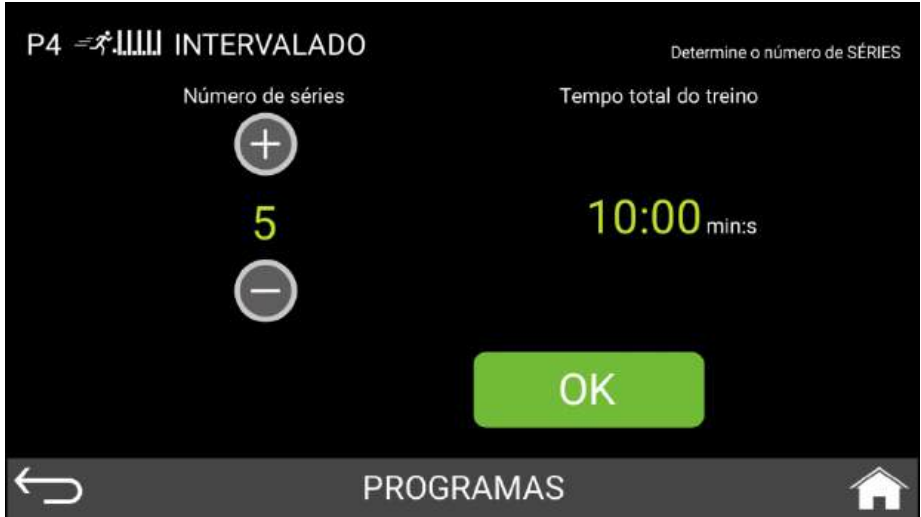 P4 INTERVALADO
Determine o número de SÉRIES
Número de séries
Tempo total do treino
5
10:00 min:s
OK
PROGRAMAS